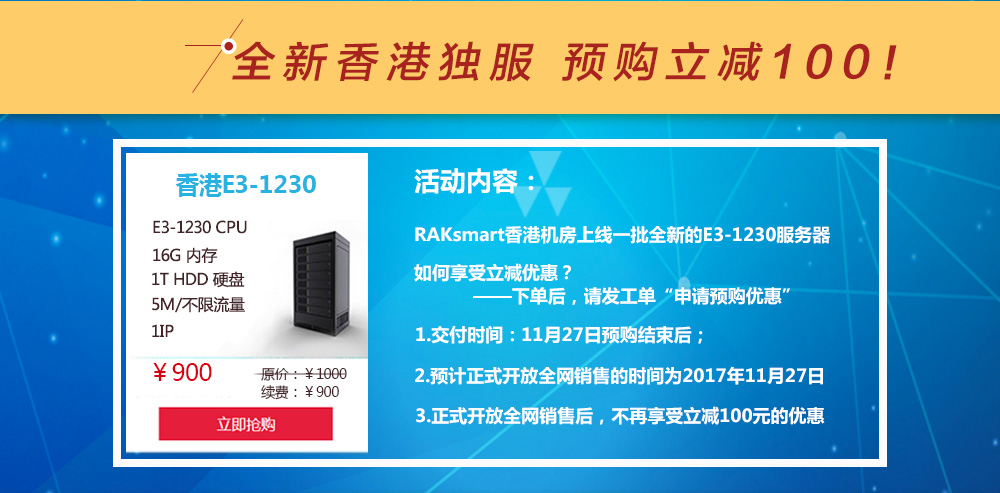 全新香港独服 预购立减100!
香港E3-1230
E3-1230 CPU
16G 内存
1T HDD 硬盘
5M/不限流量
1IP
￥900
原价：￥1000
续费：￥900
立即抢购
活动内容：
RAKsmart香港机房上线一批全新的E3-1230服务器
如何享受立减优惠？
——下单后，请发工单“申请预购优惠”
1.交付时间：11月27日预购结束后；
2.预计正式开放全网销售的时间为2017年11月27日
3.正式开放全网销售后，不再享受立减100元的优惠